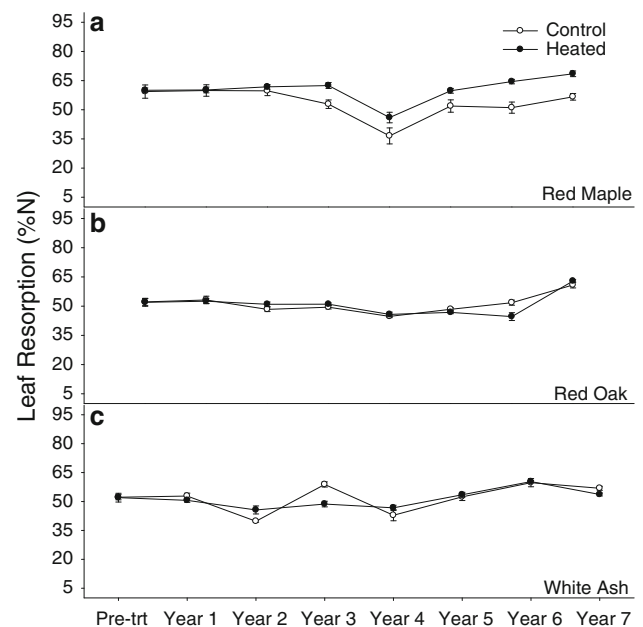 Leaf Resorption (%N)
a
Control
Heated
95
80
65
50
35
20
5
Red Maple
b
95
80
65
50
35
20
5
Red Oak
c
95
80
65
50
35
20
5
White Ash
Pre-trt Year 1 Year 2 Year 3 Year 4 Year 5 Year 6 Year 7